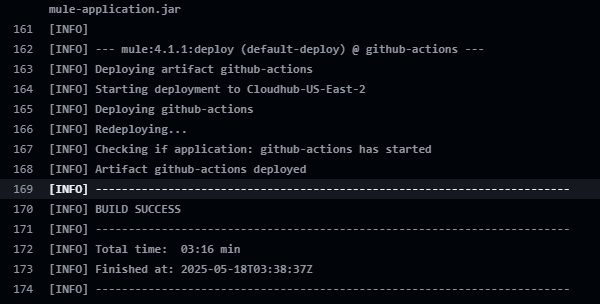 mule-application.jar
161 [INFO]
162 [INFO] --- mule:4.1.1:deploy (default-deploy) @ github-actions ---
163 [INFO] Deploying artifact github-actions
164 [INFO] Starting deployment to Cloudhub-US-East-2
165 [INFO] Deploying github-actions
166 [INFO] Redeploying...
167 [INFO] Checking if application: github-actions has started
168 [INFO] Artifact github-actions deployed
169 [INFO] ------------------------------------------------------------------------
170 [INFO] BUILD SUCCESS
171 [INFO] ------------------------------------------------------------------------
172 [INFO] Total time:  03:16 min
173 [INFO] Finished at: 2025-05-18T03:38:37Z
174 [INFO] ------------------------------------------------------------------------